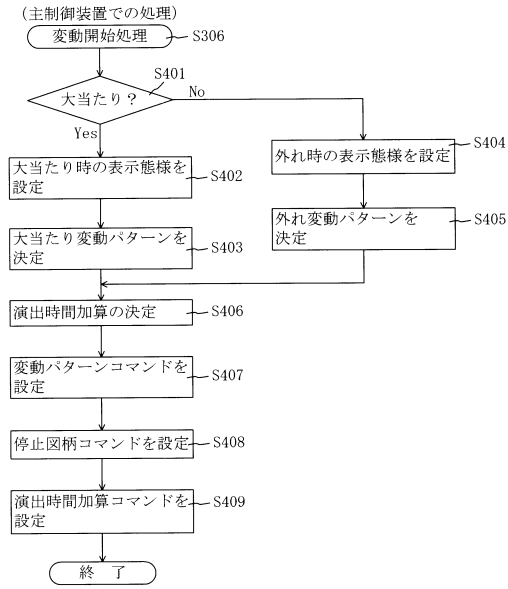 (主制御装置での処理)
変動開始処理
S306
S401
大当たり？
No
Yes
大当たり時の表示態様を
設定
S402
外れ時の表示態様を設定
S404
大当たり変動パターンを
決定
S403
外れ変動パターンを
決定
S405
演出時間加算の決定
S406
変動パターンコマンドを
設定
S407
停止図柄コマンドを設定
S408
演出時間加算コマンドを
設定
S409
終　了